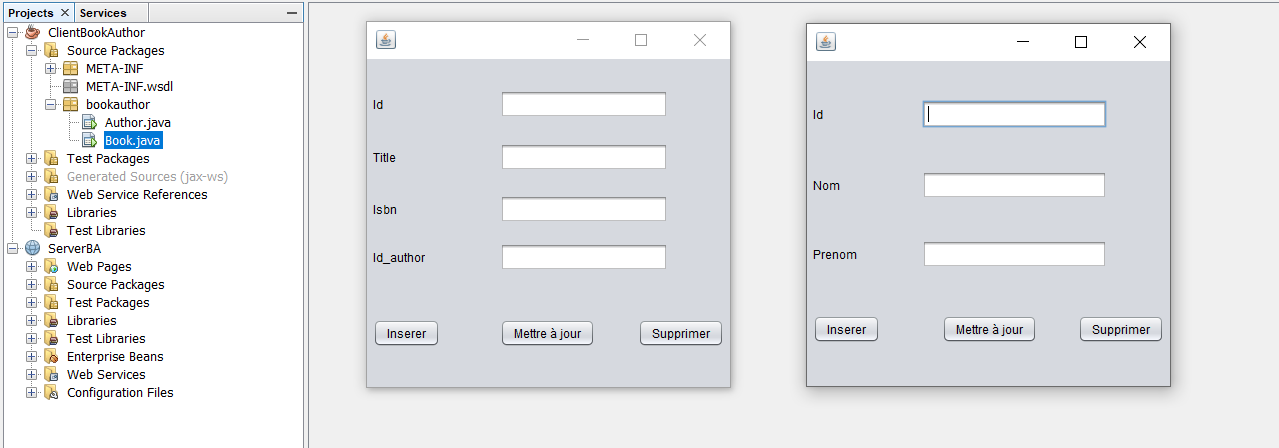 Projects Services
ClientBookAuthor
Source Packages
META-INF
META-INF.wsdl
bookauthor
Author.java
Book.java
Test Packages
Generated Sources (jax-ws)
Web Service References
Libraries
Test Libraries
ServerBA
Web Pages
Source Packages
Test Packages
Libraries
Test Libraries
Enterprise Beans
Web Services
Configuration Files
Id
Title
Isbn
Id_author
Inserer Mettre à jour Supprimer
Id
Nom
Prenom
Inserer Mettre à jour Supprimer